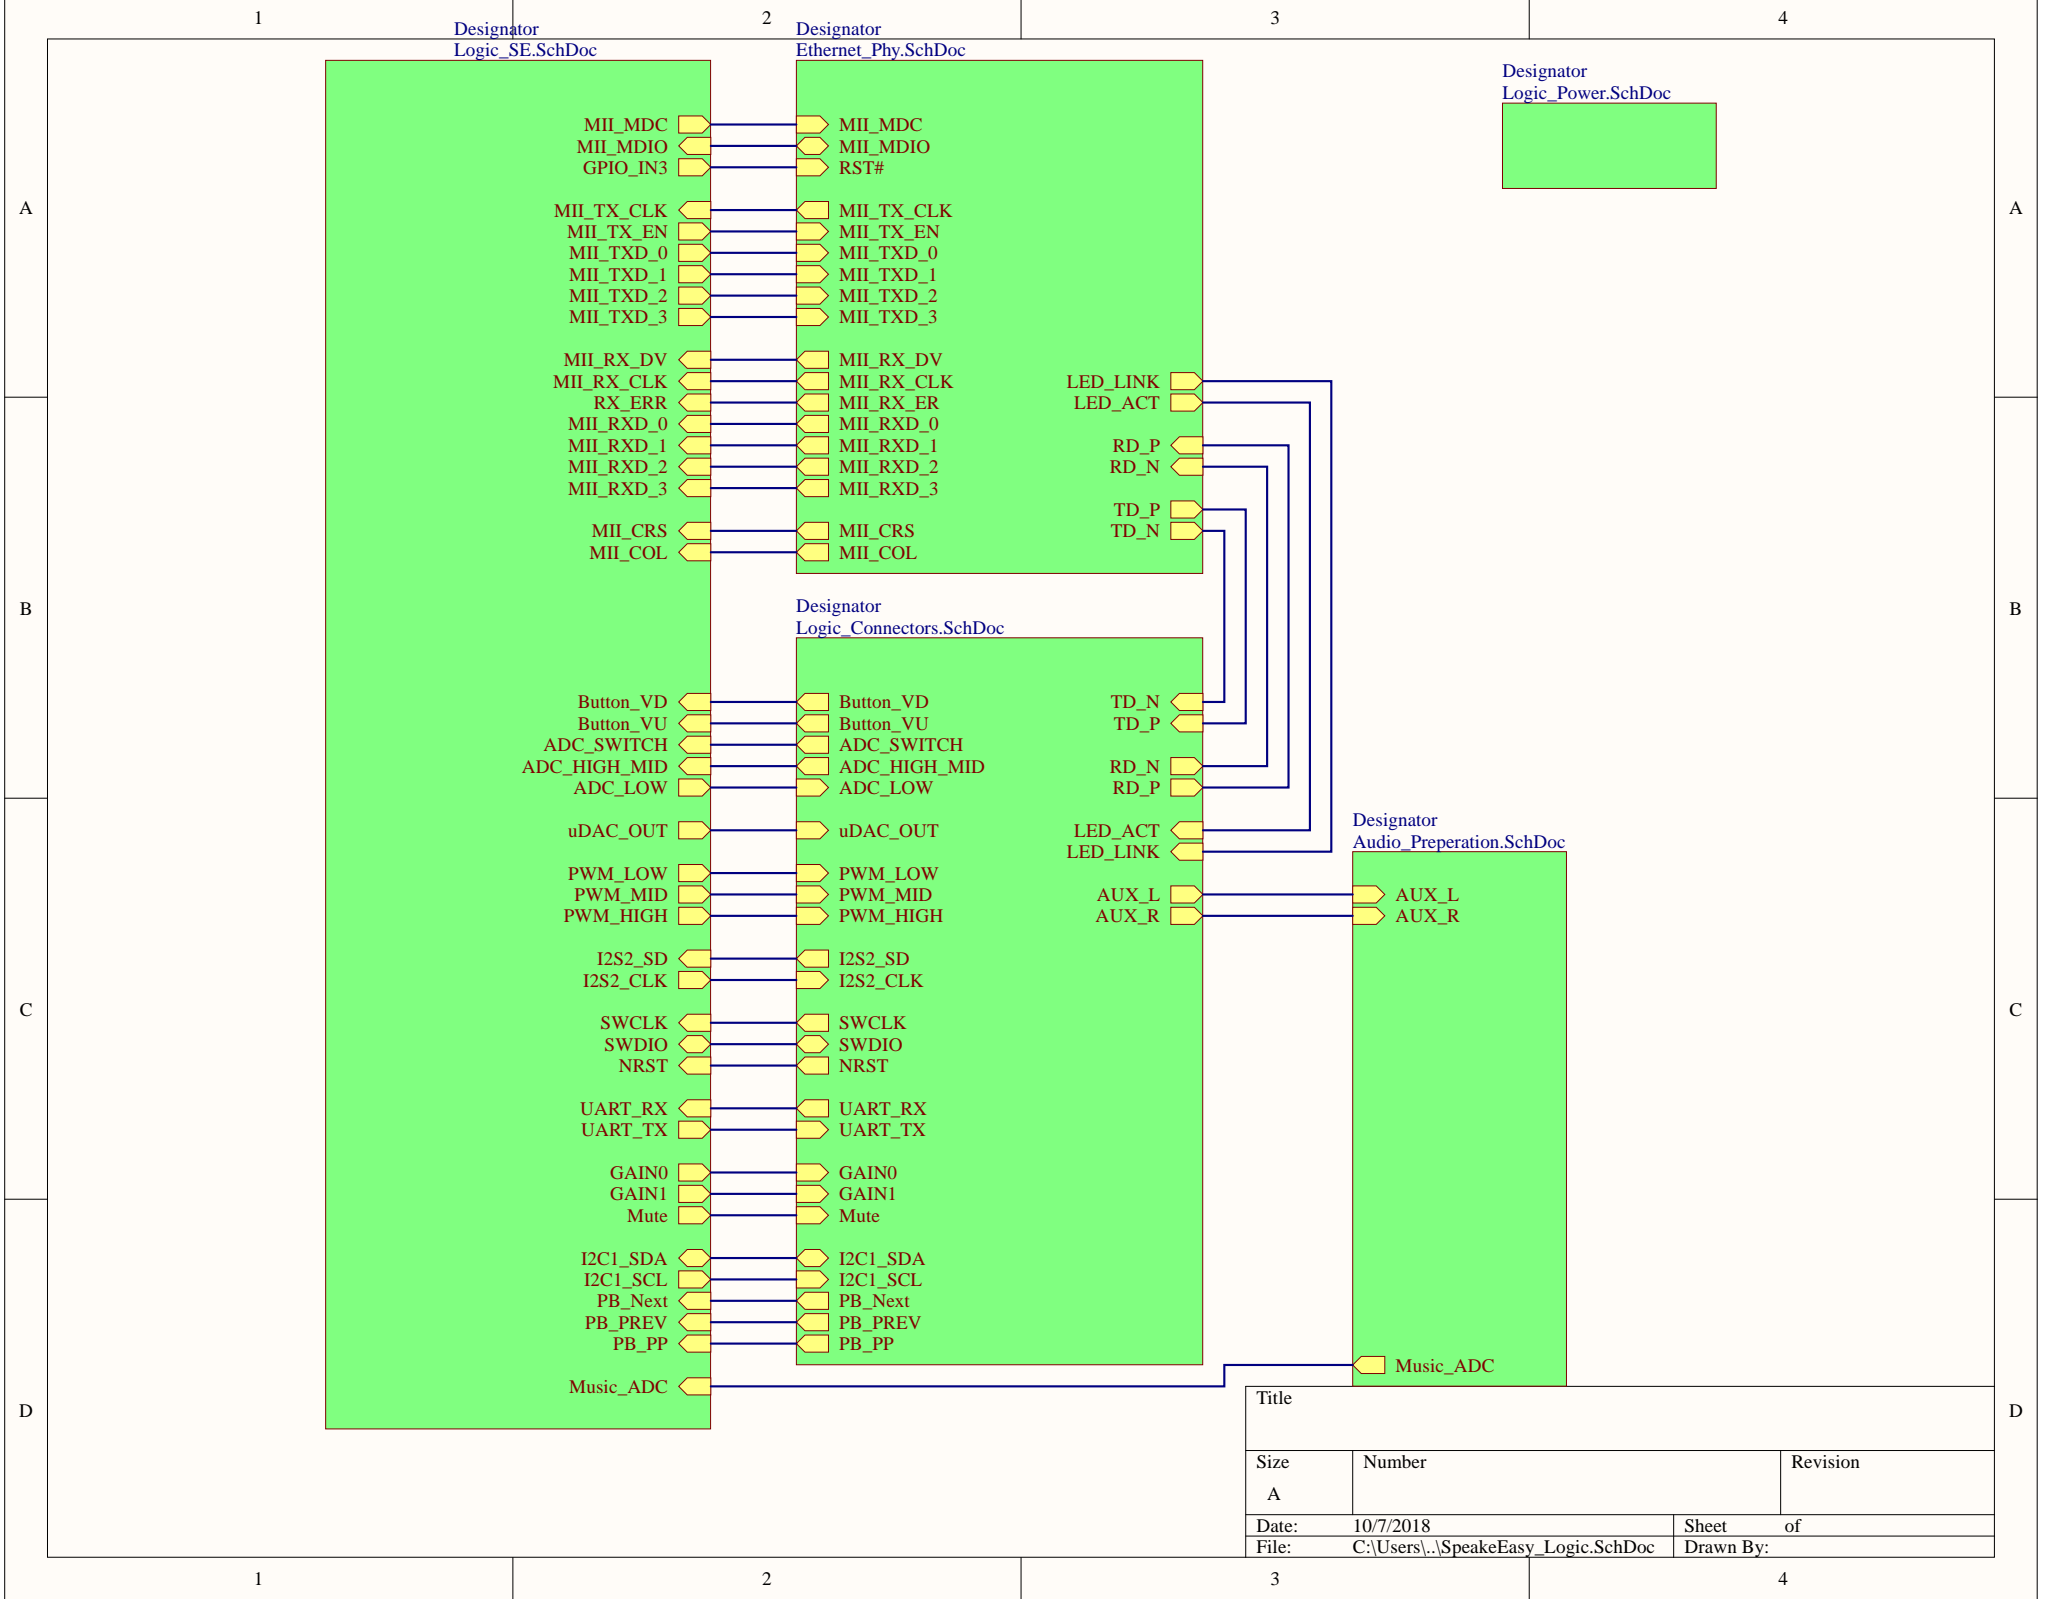 1 2 3 4
Designator
Logic_SE.SchDoc
MII_MDC
MII_MDIO
GPIO_IN3
MII_TX_CLK
MII_TX_EN
MII_TXD_0
MII_TXD_1
MII_TXD_2
MII_TXD_3
MII_RX_DV
MII_RX_CLK
RX_ERR
MII_RXD_0
MII_RXD_1
MII_RXD_2
MII_RXD_3
MII_CRS
MII_COL
Button_VD
Button_VU
ADC_SWITCH
ADC_HIGH_MID
ADC_LOW
uDAC_OUT
PWM_LOW
PWM_MID
PWM_HIGH
I2S2_SD
I2S2_CLK
SWCLK
SWDIO
NRST
UART_RX
UART_TX
GAIN0
GAIN1
Mute
I2C1_SDA
I2C1_SCL
PB_Next
PB_PREV
PB_PP
Music_ADC
Designator
Ethernet_Phy.SchDoc
MII_MDC
MII_MDIO
RST#
MII_TX_CLK
MII_TX_EN
MII_TXD_0
MII_TXD_1
MII_TXD_2
MII_TXD_3
MII_RX_DV
MII_RX_CLK
MII_RX_ER
MII_RXD_0
MII_RXD_1
MII_RXD_2
MII_RXD_3
MII_CRS
MII_COL
LED_LINK
LED_ACT
RD_P
RD_N
TD_P
TD_N
Designator
Logic_Connectors.SchDoc
Button_VD
Button_VU
ADC_SWITCH
ADC_HIGH_MID
ADC_LOW
uDAC_OUT
PWM_LOW
PWM_MID
PWM_HIGH
I2S2_SD
I2S2_CLK
SWCLK
SWDIO
NRST
UART_RX
UART_TX
GAIN0
GAIN1
Mute
I2C1_SDA
I2C1_SCL
PB_Next
PB_PREV
PB_PP
TD_N
TD_P
RD_N
RD_P
LED_ACT
LED_LINK
AUX_L
AUX_R
Designator
Logic_Power.SchDoc
Designator
Audio_Preperation.SchDoc
AUX_L
AUX_R
Music_ADC
A
B
C
D
A
B
C
D
Title
Size Number Revision
A
Date: 10/7/2018 Sheet of
File: C:\Users\..\SpeakeEasy_Logic.SchDoc Drawn By:
1 2 3 4